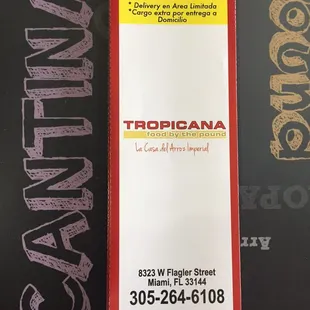 * Delivery en Area Limitada
*Cargo extra por entrega a
Domicilio
CANTINA
TROPICANA
food by the pound
La Casa del Arroz Imperial
8323 W Flagler Street
Miami, FL 33144
305-264-6108